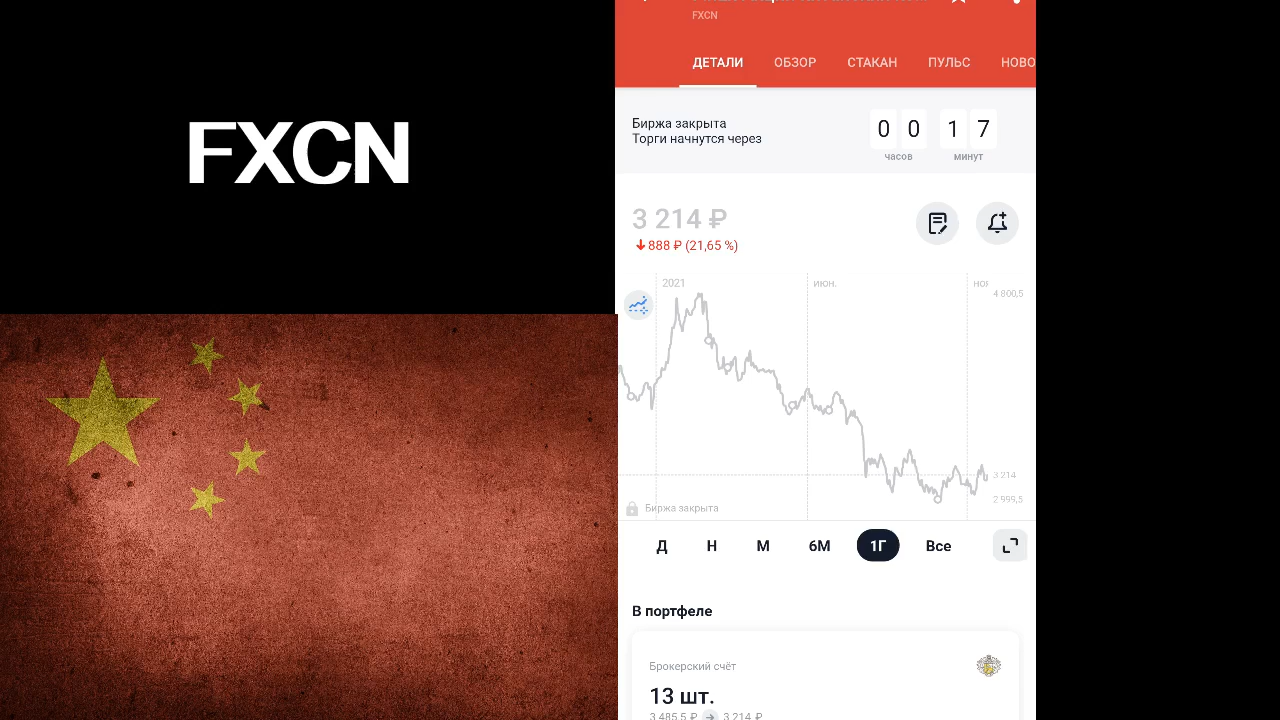 FXCN
FXCN
ДЕТАЛИ ОБЗОР СТАКАН ПУЛЬС НОВО
Биржа закрыта
Торги начнутся через
0 0 1 7
часов минут
3 214 ₽
888 ₽ (21,65 %)
2021 июн. ноя
4 800,5
3 214
2 999,5
Биржа закрыта
Д Н М 6М 1Г Все
В портфеле
Брокерский счёт
13 шт.
3 485,5 ₽ 3 214 ₽